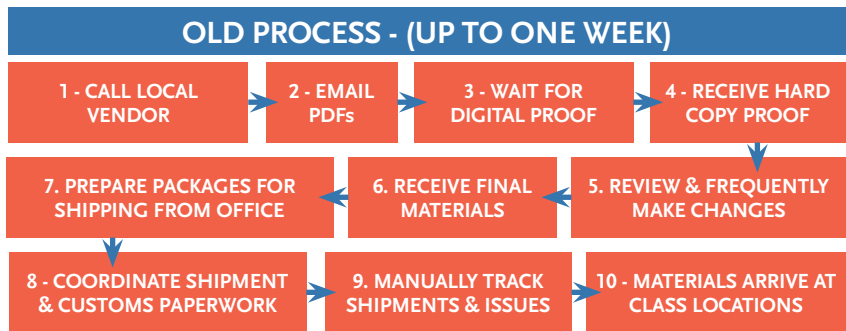 OLD PROCESS - (UP TO ONE WEEK)
1 - CALL LOCAL
VENDOR
2 - EMAIL
PDFs
3 - WAIT FOR
DIGITAL PROOF
4 - RECEIVE HARD
COPY PROOF
5. REVIEW & FREQUENTLY
MAKE CHANGES
6. RECEIVE FINAL
MATERIALS
7. PREPARE PACKAGES FOR
SHIPPING FROM OFFICE
8 - COORDINATE SHIPMENT
& CUSTOMS PAPERWORK
9. MANUALLY TRACK
SHIPMENTS & ISSUES
10 - MATERIALS ARRIVE AT
CLASS LOCATIONS